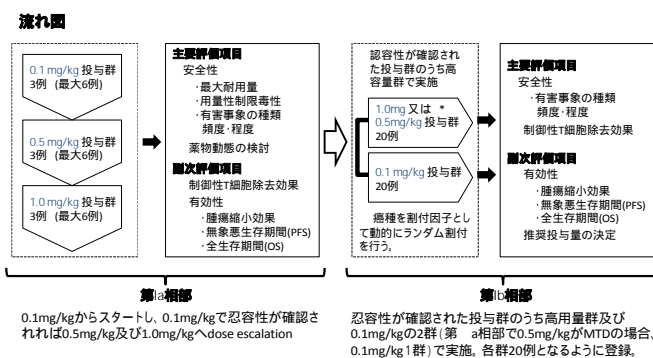 流れ図
0.1 mg/kg 投与群
3例 (最大6例)
0.5 mg/kg 投与群
3例 (最大6例)
1.0 mg/kg 投与群
3例 (最大6例)
主要評価項目
安全性
・最大耐用量
・用量性制限毒性
・有害事象の種類
頻度・程度
薬物動態の検討
副次評価項目
制御性T細胞除去効果
有効性
・腫瘍縮小効果
・無象悪生存期間(PFS)
・全生存期間(OS)
第Ia相部
0.1mg/kgからスタートし、0.1mg/kgで忍容性が確認さ
れれば0.5mg/kg及び1.0mg/kgへdose escalation
認容性が確認され
た投与群のうち高
容量群で実施
1.0mg 又は *
0.5mg/kg 投与群
20例
0.1 mg/kg 投与群
20例
癌種を割付因子とし
て動的にランダム割付
を行う。
主要評価項目
安全性
・有害事象の種類
頻度・程度
制御性T細胞除去効果
副次評価項目
有効性
・腫瘍縮小効果
・無象悪生存期間(PFS)
・全生存期間(OS)
推奨投与量の決定
第Ib相部
忍容性が確認された投与群のうち高用量群及び
0.1mg/kgの2群(第 a相部で0.5mg/kgがMTDの場合、
0.1mg/kg1群)で実施。各群20例となるように登録。